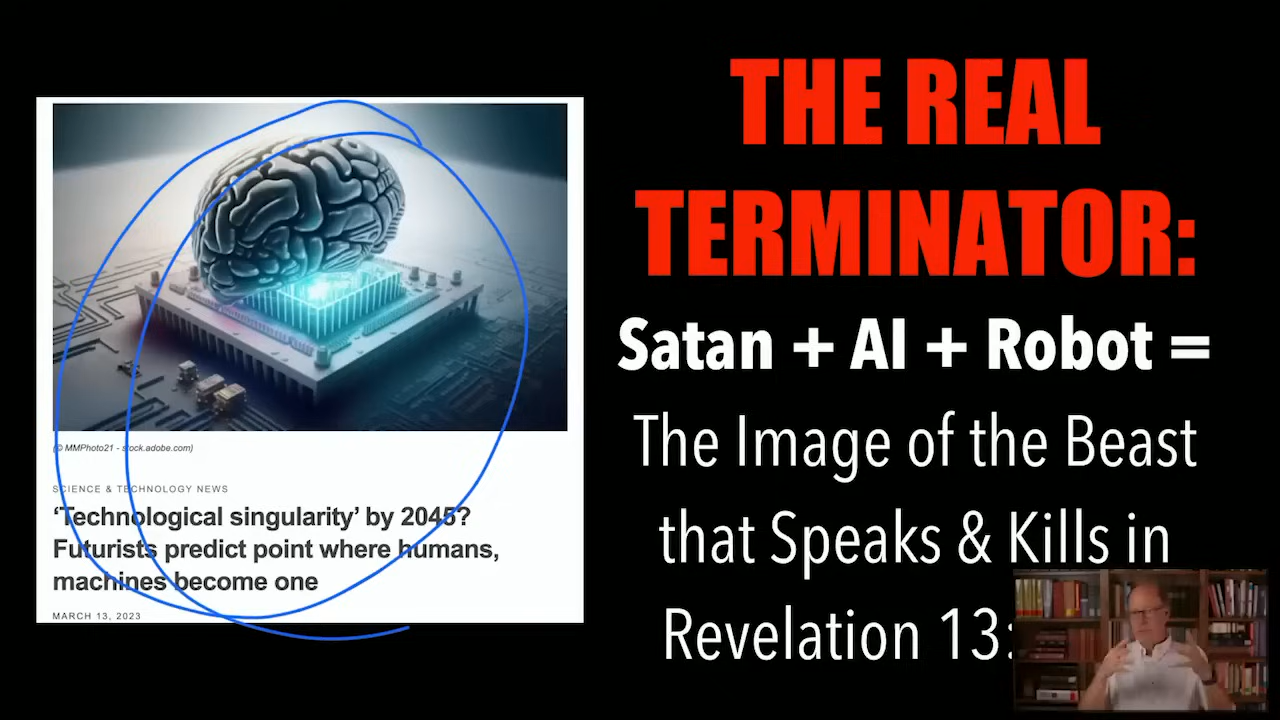 (© MMPhoto21 - stock.adobe.com)
SCIENCE & TECHNOLOGY NEWS
‘Technological singularity’ by 2045?
Futurists predict point where humans,
machines become one
MARCH 13, 2023
THE REAL
TERMINATOR:
Satan + AI + Robot =
The Image of the Beast
that Speaks & Kills in
Revelation 13: